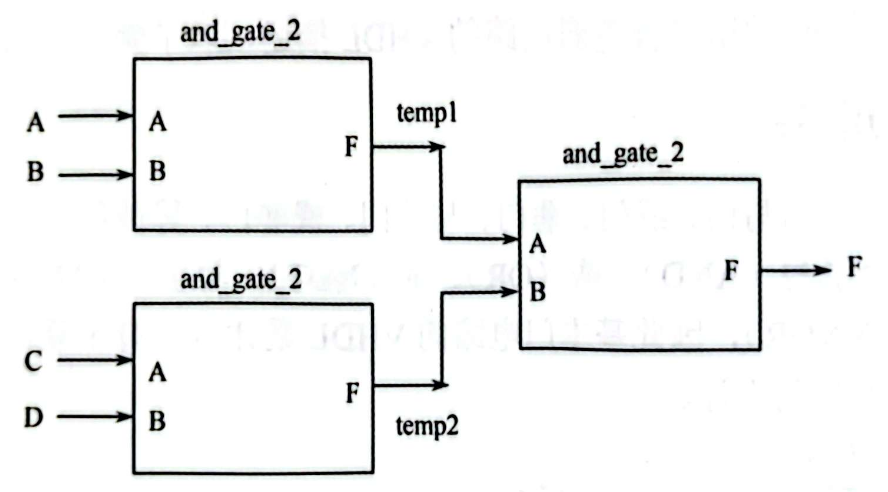 and_gate_2
A
B
A
B
F
temp1
and_gate_2
A
B
F
F
and_gate_2
C
D
A
B
F
temp2